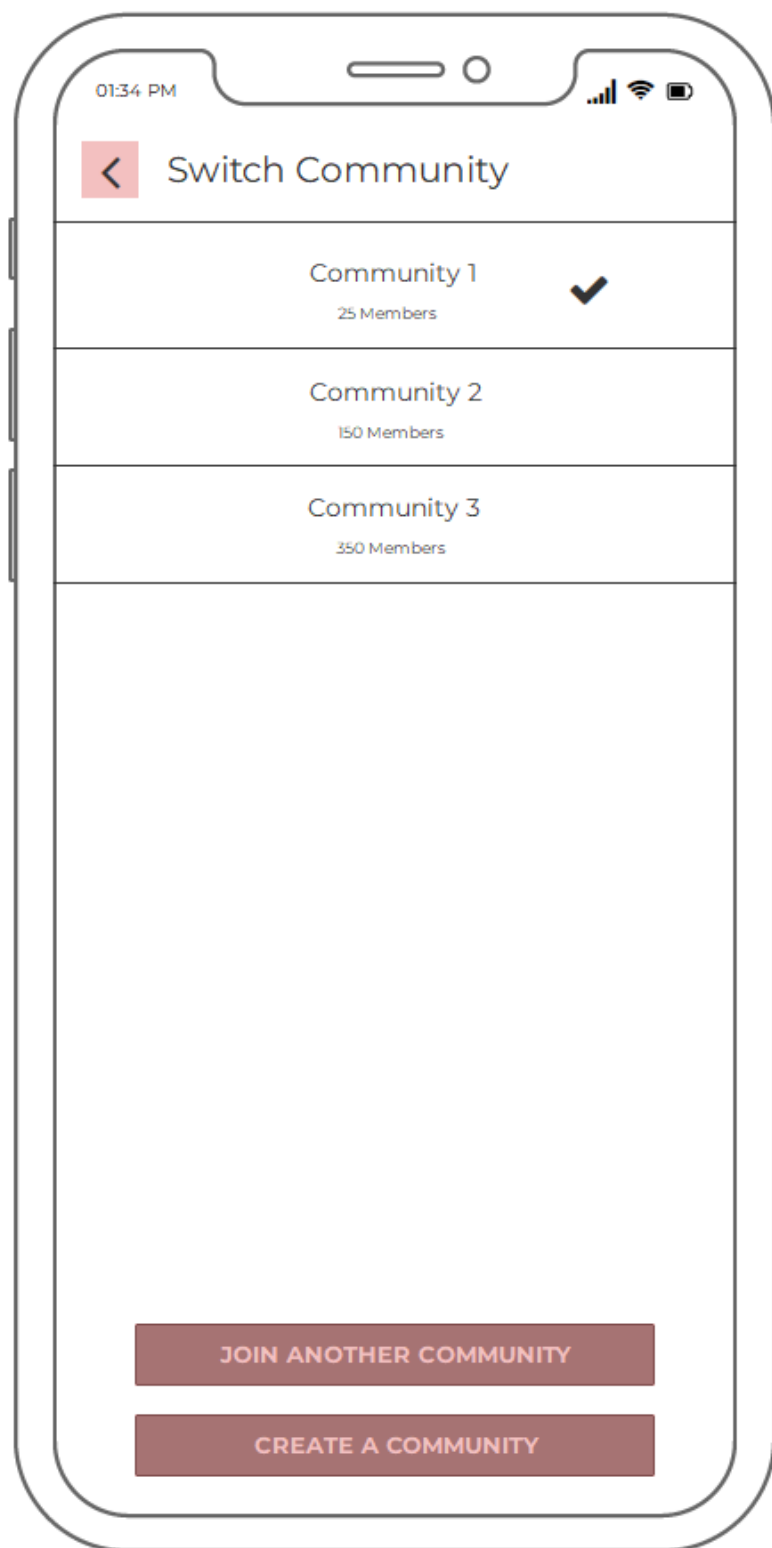 01:34 PM
Switch Community
Community 1
25 Members
Community 2
150 Members
Community 3
350 Members
JOIN ANOTHER COMMUNITY
CREATE A COMMUNITY